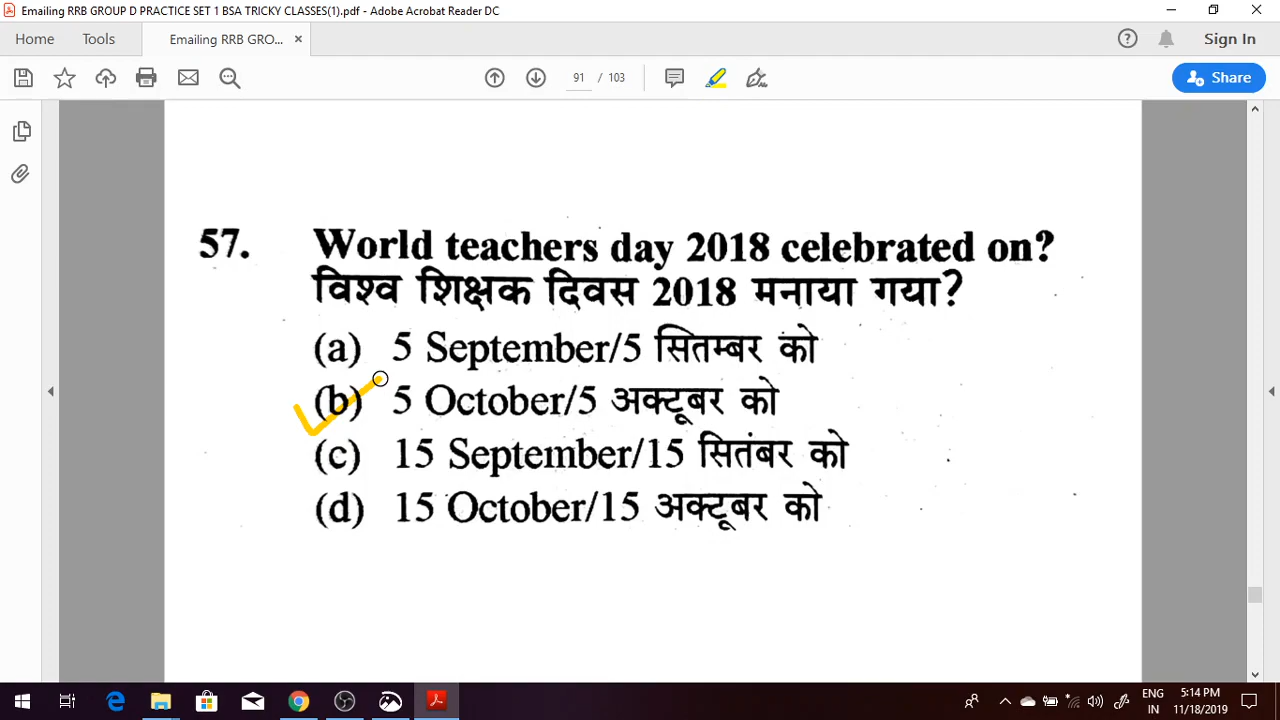 Emailing RRB GROUP D PRACTICE SET 1 BSA TRICKY CLASSES(1).pdf - Adobe Acrobat Reader DC
Home Tools Emailing RRB GRO... × Sign In
91 / 103 Share
57. World teachers day 2018 celebrated on?
विश्व शिक्षक दिवस 2018 मनाया गया?
(a) 5 September/5 सितम्बर को
(b) 5 October/5 अक्टूबर को
(c) 15 September/15 सितंबर को
(d) 15 October/15 अक्टूबर को
ENG 5:14 PM
IN 11/18/2019